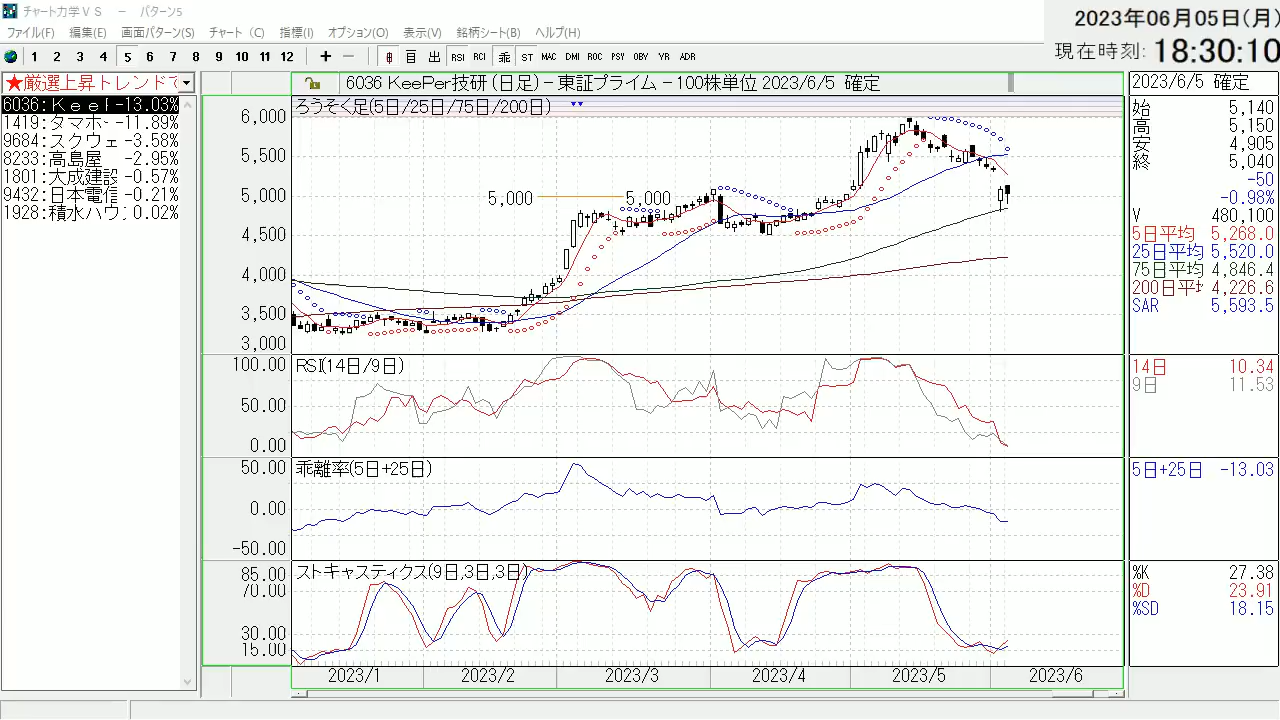 チャート力学ＶＳ － パターン5
2023年06月05日(月)
現在時刻: 18:30:10
ファイル(F) 編集(E) 画面パターン(S) チャート (C) 指標(I) オプション(O) 表示(V) 銘柄シート(B) ヘルプ(H)
1 2 3 4 5 6 7 8 9 10 11 12 + － 日 出 RSI RCI 乖 ST MAC DMI ROC PSY OBV YR ADR
★厳選上昇トレンドで
6036 KeePer技研 (日足) － 東証プライム － 100株単位 2023/6/5 確定
2023/6/5 確定
6036:Ｋｅｅｆ -13.03%
1419:タマホｰ -11.89%
9684:スクウェ -3.58%
8233:高島屋 -2.95%
1801:大成建設 -0.57%
9432:日本電信 -0.21%
1928:積水ハウ 0.02%
ろうそく足(5日/25日/75日/200日)
6,000
5,500
5,000
4,500
4,000
3,500
3,000
5,000
5,000
始 5,140
高 5,150
安 4,905
終 5,040
-50
-0.98%
V 480,100
5日平均 5,268.0
25日平均 5,520.0
75日平均 4,846.4
200日平均 4,226.6
SAR 5,593.5
RSI(14日/9日)
100.00
50.00
0.00
14日 10.34
9日 11.53
乖離率(5日+25日)
50.00
0.00
-50.00
5日+25日 -13.03
ストキャスティクス(9日,3日,3日)
85.00
70.00
30.00
15.00
%K 27.38
%D 23.91
%SD 18.15
2023/1 2023/2 2023/3 2023/4 2023/5 2023/6